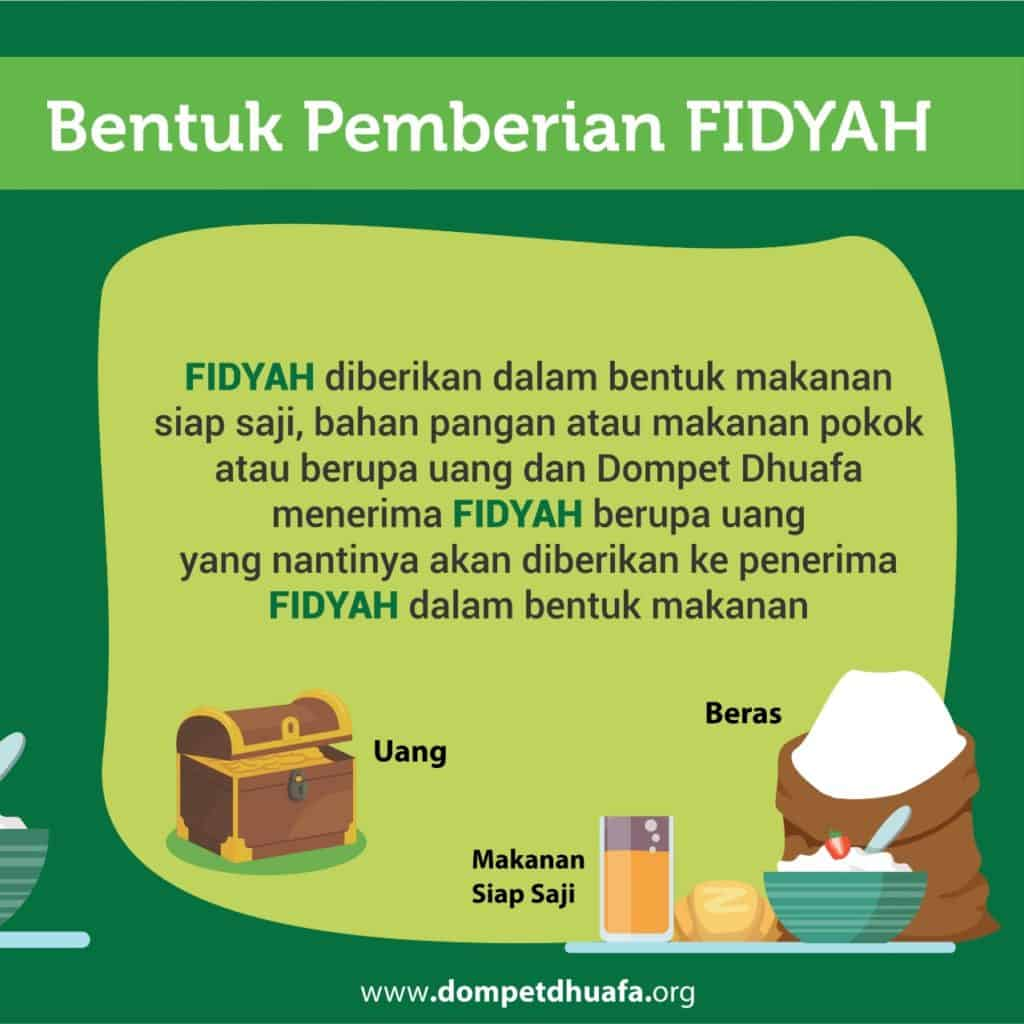 Bentuk Pemberian FIDYAH
FIDYAH diberikan dalam bentuk makanan
siap saji, bahan pangan atau makanan pokok
atau berupa uang dan Dompet Dhuafa
menerima FIDYAH berupa uang
yang nantinya akan diberikan ke penerima
FIDYAH dalam bentuk makanan
Beras
Uang
Makanan
Siap Saji
www.dompetdhuafa.org